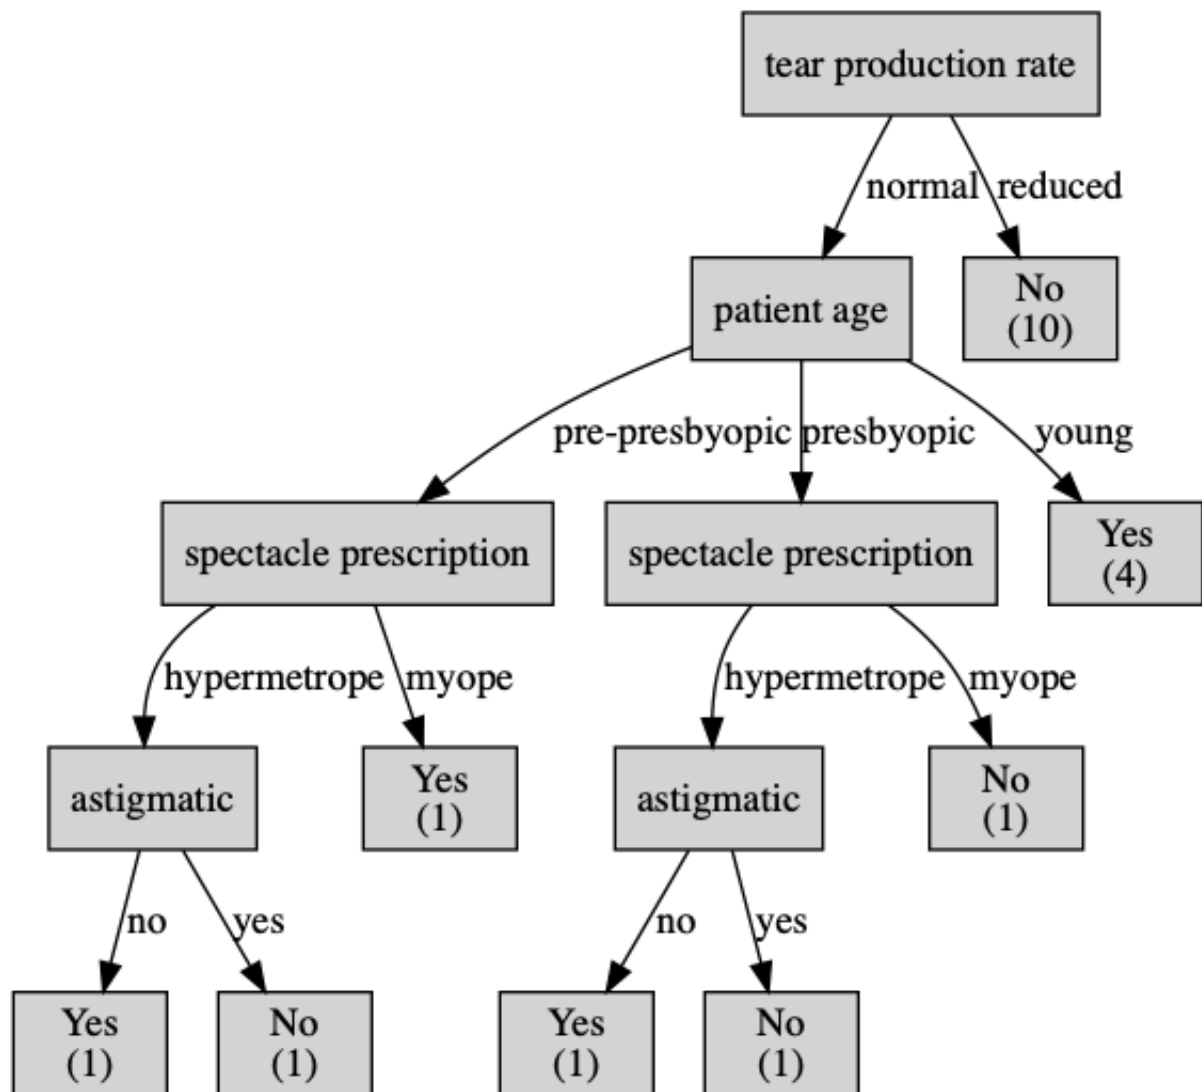 tear production rate
normal
reduced
patient age
No
(10)
pre-presbyopic
presbyopic
young
spectacle prescription
spectacle prescription
Yes
(4)
hypermetrope
myope
hypermetrope
myope
astigmatic
Yes
(1)
astigmatic
No
(1)
no
yes
no
yes
Yes
(1)
No
(1)
Yes
(1)
No
(1)